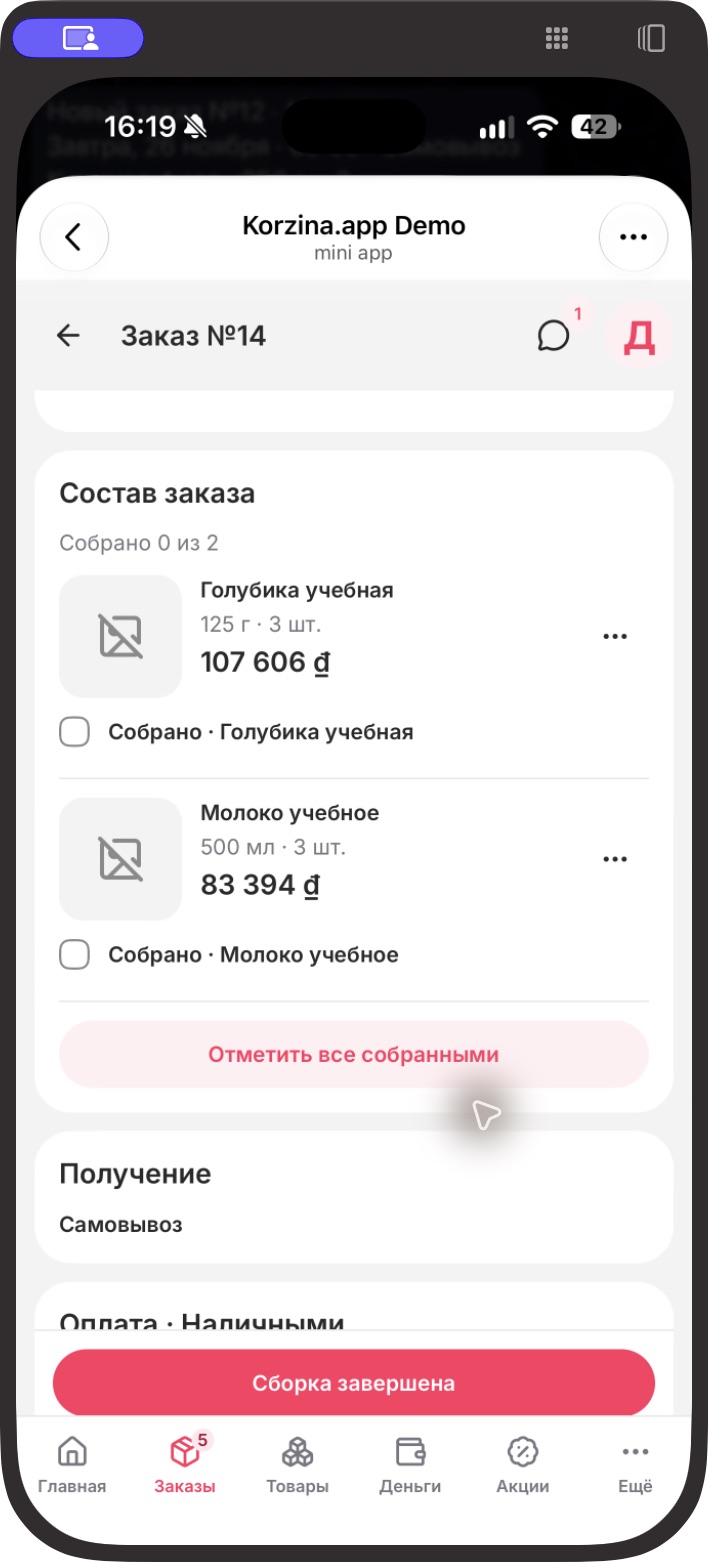 16:19
42
Korzina.app Demo
mini app
Заказ №14
1
Д
Состав заказа
Собрано 0 из 2
Голубика учебная
125 г · 3 шт.
107 606 ₫
Собрано · Голубика учебная
Молоко учебное
500 мл · 3 шт.
83 394 ₫
Собрано · Молоко учебное
Отметить все собранными
Получение
Самовывоз
Оплата · Наличными
Сборка завершена
5
Главная
Заказы
Товары
Деньги
Акции
Ещё